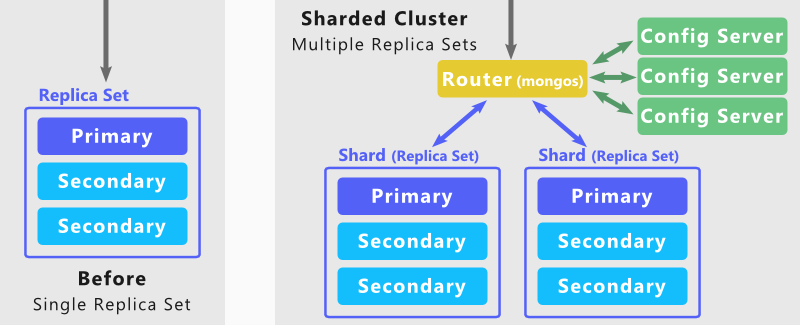 Replica Set
Primary
Secondary
Secondary
Before
Single Replica Set
Sharded Cluster
Multiple Replica Sets
Router (mongos)
Config Server
Config Server
Config Server
Shard (Replica Set)
Primary
Secondary
Secondary
Shard (Replica Set)
Primary
Secondary
Secondary